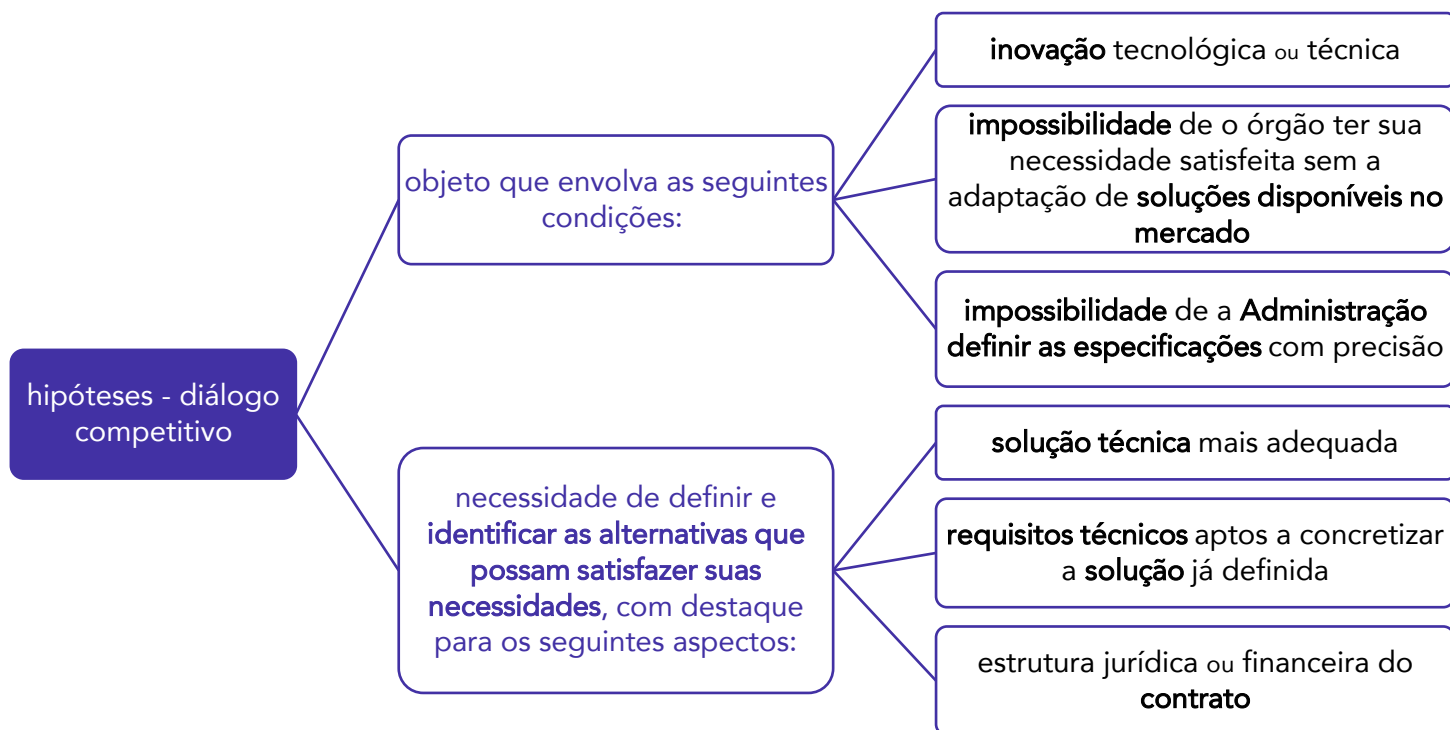 hipóteses - diálogo
competitivo
objeto que envolva as seguintes
condições:
inovação tecnológica ou técnica
impossibilidade de o órgão ter sua
necessidade satisfeita sem a
adaptação de soluções disponíveis no
mercado
impossibilidade de a Administração
definir as especificações com precisão
necessidade de definir e
identificar as alternativas que
possam satisfazer suas
necessidades, com destaque
para os seguintes aspectos:
solução técnica mais adequada
requisitos técnicos aptos a concretizar
a solução já definida
estrutura jurídica ou financeira do
contrato